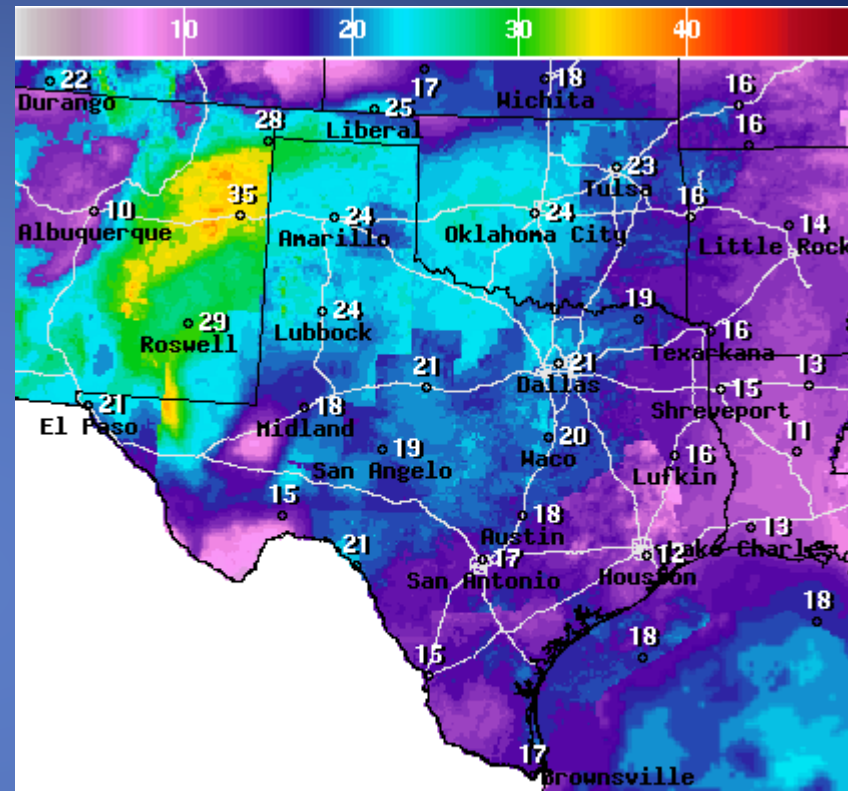 10 20 30 40
22
Durango
17
18
Wichita
16
25
Liberal
28
16
23
Tulsa
10
Albuquerque
35
24
Amarillo
24
Oklahoma City
16
14
Little Rock
29
Roswell
24
Lubbock
19
16
Texarkana
21
El Paso
18
Midland
21
21
Dallas
15
Shreveport
13
19
San Angelo
20
Waco
16
Lufkin
11
15
18
Austin
13
Lake Charles
21
17
San Antonio
12
Houston
18
18
15
17
Brownsville